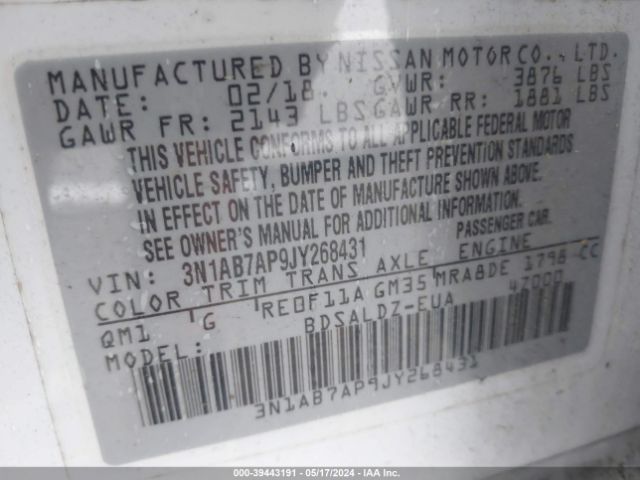 MANUFACTURED BY NISSAN MOTOR CO., LTD.
DATE: 02/18 GVWR: 3876 LBS
GAWR FR: 2143 LBS GAWR RR: 1881 LBS
THIS VEHICLE CONFORMS TO ALL APPLICABLE FEDERAL MOTOR
VEHICLE SAFETY, BUMPER AND THEFT PREVENTION STANDARDS
IN EFFECT ON THE DATE OF MANUFACTURE SHOWN ABOVE.
SEE OWNER'S MANUAL FOR ADDITIONAL INFORMATION.
VIN: 3N1AB7AP9JY268431 PASSENGER CAR
COLOR TRIM TRANS AXLE ENGINE
QM1 G RE0F11A GM35 MRA8DE 1798 CC
MODEL: BDSALDZ-EUA 47000
3N1AB7AP9JY268431
000-39443191 - 05/17/2024 - IAA Inc.